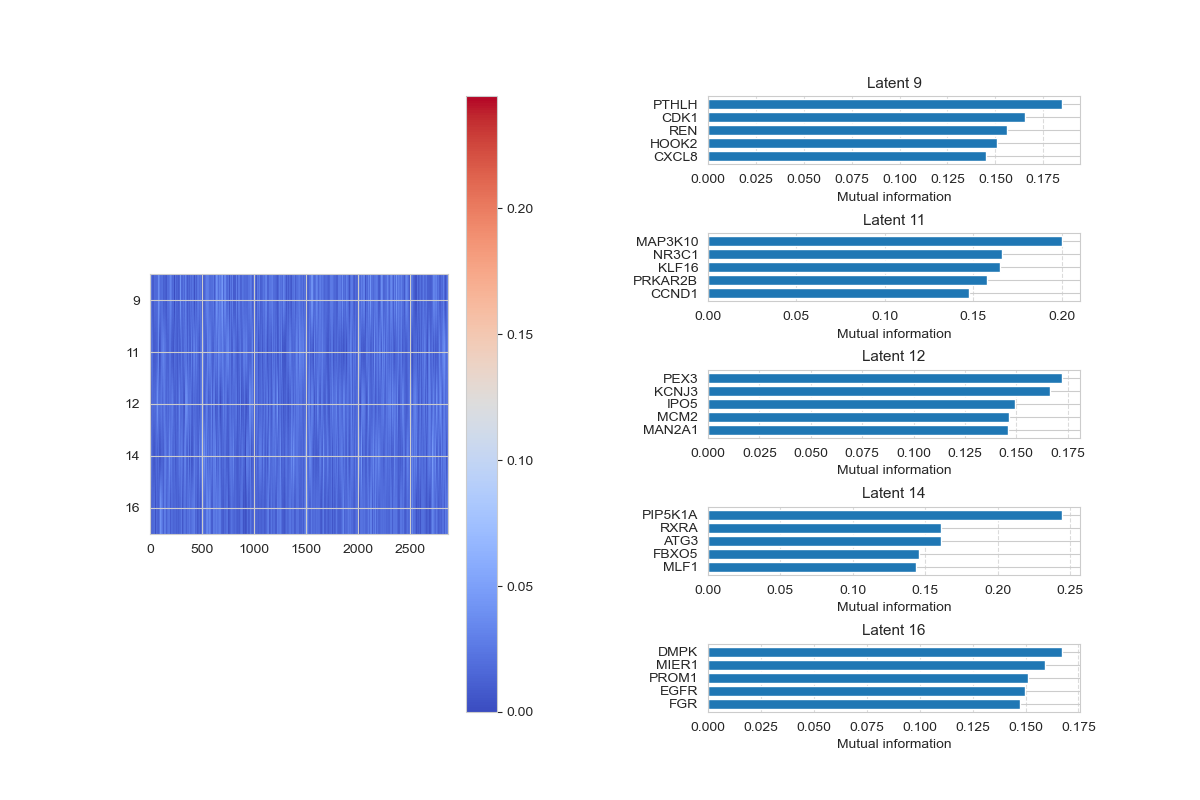 0.20
0.15
0.10
0.05
0.00
9
11
12
14
16
0 500 1000 1500 2000 2500
Latent 9
PTHLH
CDK1
REN
HOOK2
CXCL8
0.000 0.025 0.050 0.075 0.100 0.125 0.150 0.175
Mutual information
Latent 11
MAP3K10
NR3C1
KLF16
PRKAR2B
CCND1
0.00 0.05 0.10 0.15 0.20
Mutual information
Latent 12
PEX3
KCNJ3
IPO5
MCM2
MAN2A1
0.000 0.025 0.050 0.075 0.100 0.125 0.150 0.175
Mutual information
Latent 14
PIP5K1A
RXRA
ATG3
FBXO5
MLF1
0.00 0.05 0.10 0.15 0.20 0.25
Mutual information
Latent 16
DMPK
MIER1
PROM1
EGFR
FGR
0.000 0.025 0.050 0.075 0.100 0.125 0.150 0.175
Mutual information